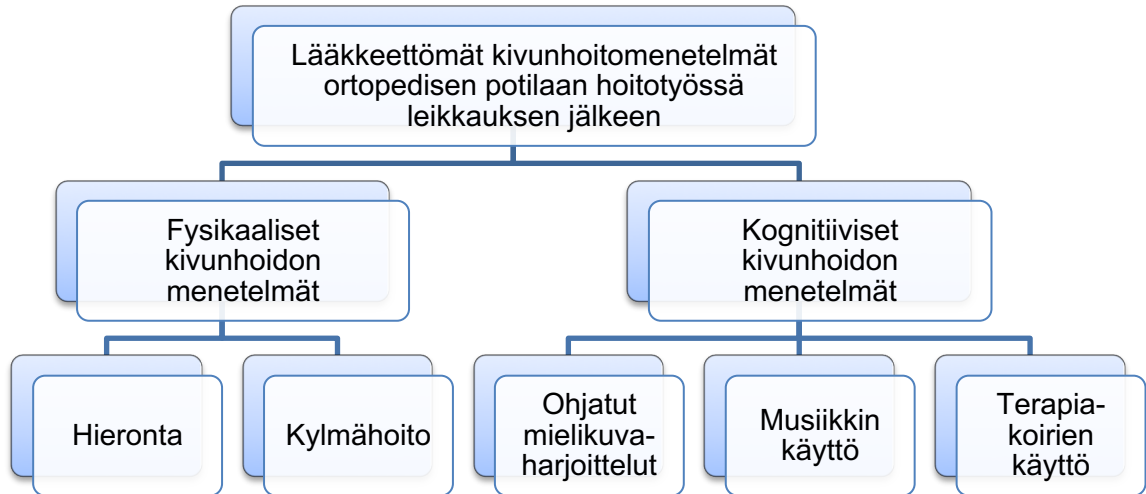 Lääkkeettömät kivunhoitomenetelmät
ortopedisen potilaan hoitotyössä
leikkauksen jälkeen
Fysikaaliset
kivunhoidon
menetelmät
Kognitiiviset
kivunhoidon
menetelmät
Hieronta
Kylmähoito
Ohjatut
mielikuva-
harjoittelut
Musiikkin
käyttö
Terapia-
koirien
käyttö